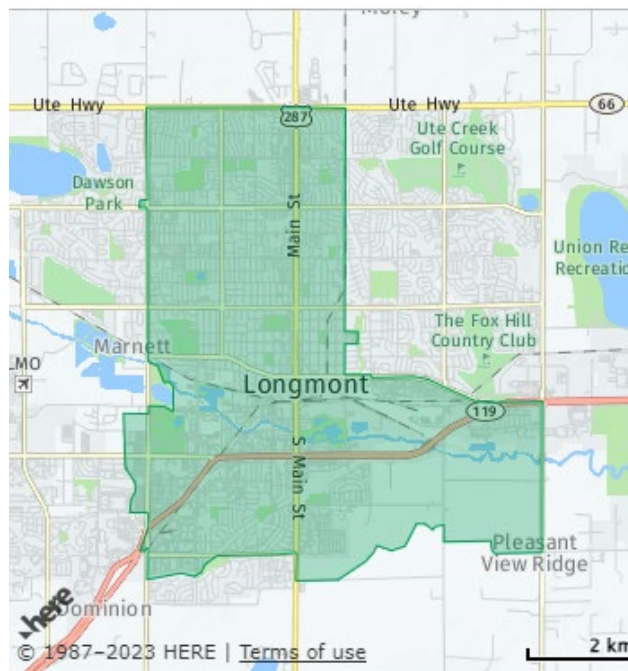 Ute Hwy
287
Ute Hwy
66
Ute Creek
Golf Course
Dawson
Park
Main St
Union Re
Recreatio
The Fox Hill
Country Club
Marnett
LMO
Longmont
119
S Main St
Pleasant
View Ridge
Dominion
here
© 1987–2023 HERE | Terms of use
2 km